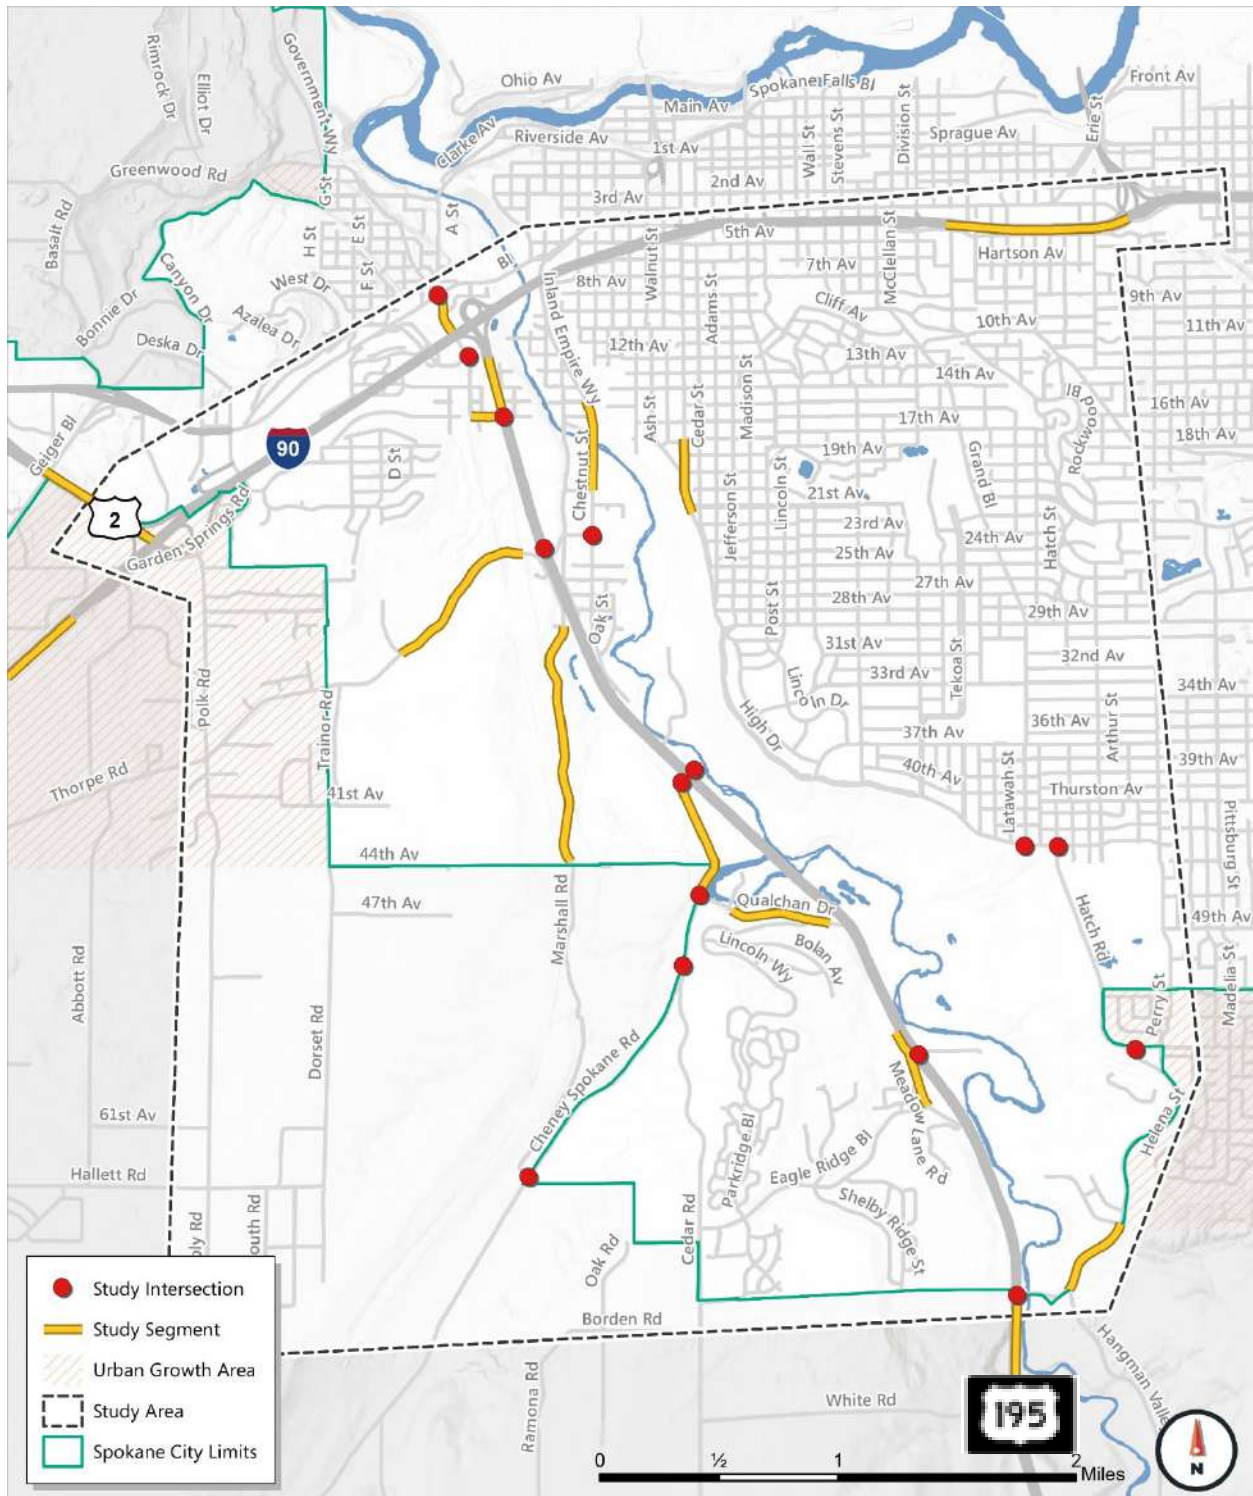 Rimrock Dr
Elliot Dr
Government Wy
Ohio Av
Spokane Falls Bl
Front Av
Main Av
Clarke Av
Riverside Av
1st Av
Wall St
Stevens St
Division St
Sprague Av
Erie St
Greenwood Rd
G St
2nd Av
3rd Av
Basalt Rd
H St
E St
F St
A St
Bl
5th Av
Walnut St
McClellan St
Hartson Av
Canyon Dr
West Dr
8th Av
Adams St
7th Av
9th Av
Bonnie Dr
Azalea Dr
Deska Dr
Inland Empire Wy
12th Av
Cliff Av
10th Av
11th Av
13th Av
14th Av
Madison St
Rockwood Bl
16th Av
Geiger Bl
90
D St
Chestnut St
Ash St
Cedar St
17th Av
18th Av
19th Av
Grand Bl
2
Garden Springs Rd
Jefferson St
Lincoln St
21st Av
23rd Av
24th Av
Hatch St
25th Av
27th Av
28th Av
29th Av
Post St
Oak St
31st Av
32nd Av
33rd Av
Tekoa St
34th Av
Polk Rd
Trainor Rd
Lincoln Dr
High Dr
37th Av
36th Av
Arthur St
39th Av
Thorpe Rd
41st Av
40th Av
Latawah St
Thurston Av
Pittsburg St
44th Av
47th Av
Marshall Rd
Qualchan Dr
Bolan Av
Lincoln Wy
Hatch Rd
49th Av
Madelia St
Perry St
Abbott Rd
Dorset Rd
Cheney Spokane Rd
Meadow Lane Rd
61st Av
Parkridge Bl
Eagle Ridge Bl
Helena St
Hallett Rd
Shelby Ridge St
Cedar Rd
Oak Rd
oly Rd
outh Rd
Borden Rd
Hangman Valle
Ramona Rd
White Rd
195
Study Intersection
Study Segment
Urban Growth Area
Study Area
Spokane City Limits
0 ½ 1 2
Miles
N